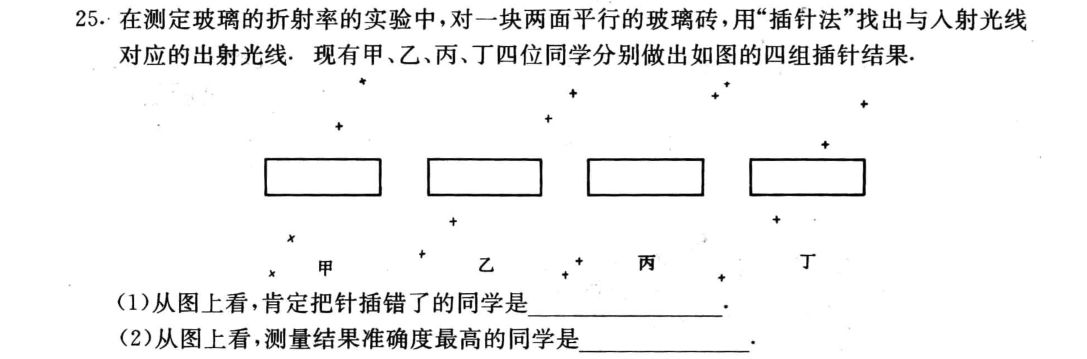 25. 在测定玻璃的折射率的实验中,对一块两面平行的玻璃砖,用“插针法”找出与入射光线
对应的出射光线. 现有甲、乙、丙、丁四位同学分别做出如图的四组插针结果.
甲 乙 丙 丁
(1)从图上看,肯定把针插错了的同学是________.
(2)从图上看,测量结果准确度最高的同学是________.